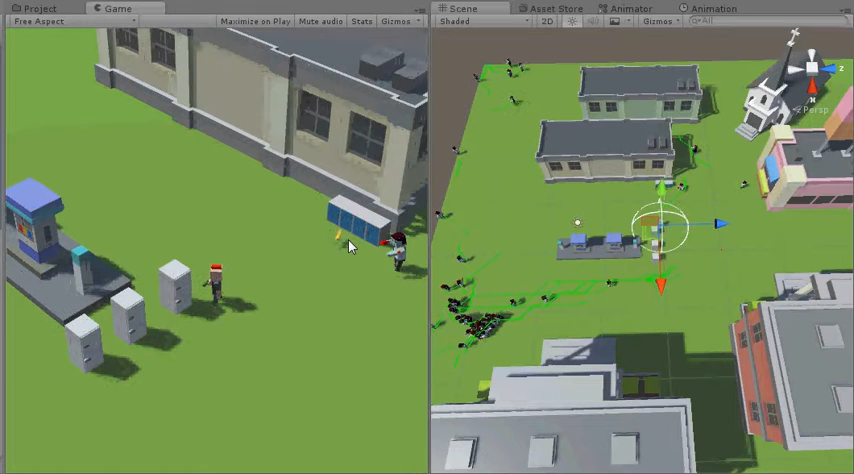 Project Game
Free Aspect Maximize on Play Mute audio Stats Gizmos
Scene Asset Store Animator Animation
Shaded 2D Gizmos All
z
x
Persp